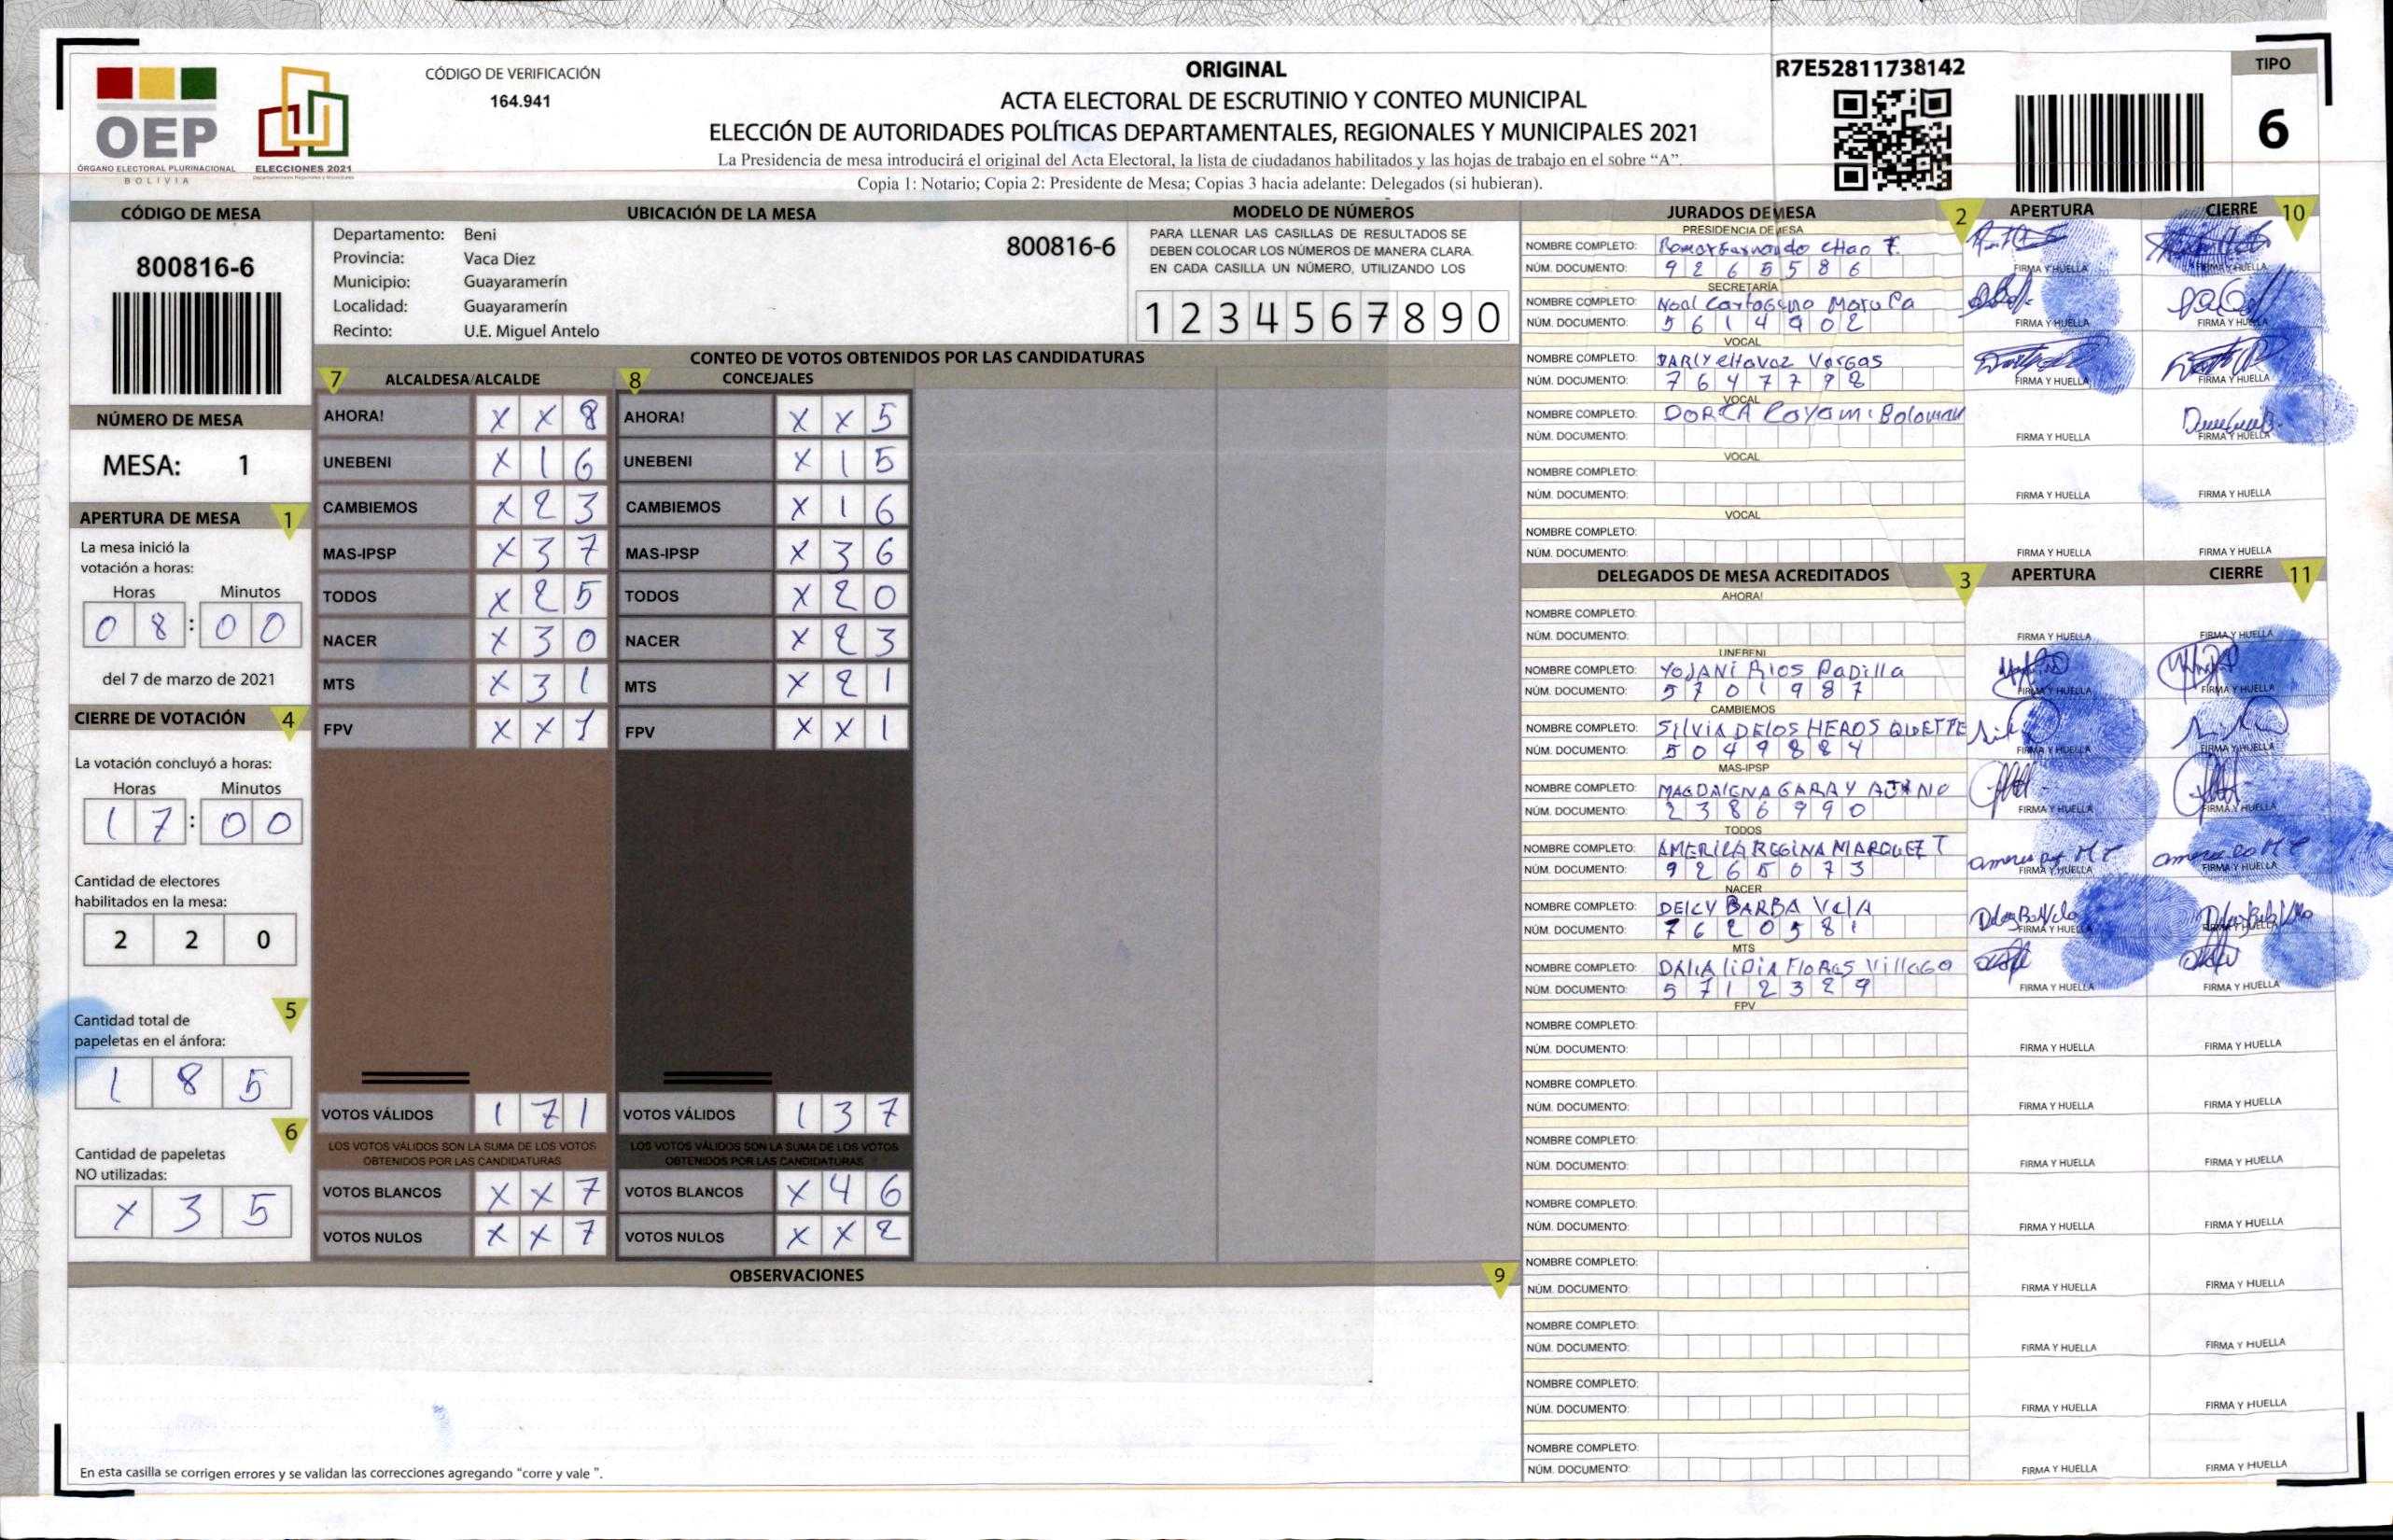 OEP
ÓRGANO ELECTORAL PLURINACIONAL
BOLIVIA
ELECCIONES 2021
CÓDIGO DE VERIFICACIÓN
164.941
ORIGINAL
ACTA ELECTORAL DE ESCRUTINIO Y CONTEO MUNICIPAL
ELECCIÓN DE AUTORIDADES POLÍTICAS DEPARTAMENTALES, REGIONALES Y MUNICIPALES 2021
La Presidencia de mesa introducirá el original del Acta Electoral, la lista de ciudadanos habilitados y las hojas de trabajo en el sobre “A”.
Copia 1: Notario; Copia 2: Presidente de Mesa; Copias 3 hacia adelante: Delegados (si hubieran).
R7E52811738142
TIPO
6
CÓDIGO DE MESA
800816-6
NÚMERO DE MESA
MESA: 1
APERTURA DE MESA 1
La mesa inició la
votación a horas:
Horas Minutos
0 8 : 0 0
del 7 de marzo de 2021
CIERRE DE VOTACIÓN 4
La votación concluyó a horas:
Horas Minutos
1 7 : 0 0
Cantidad de electores
habilitados en la mesa:
2 2 0
5
Cantidad total de
papeletas en el ánfora:
1 8 5
6
Cantidad de papeletas
NO utilizadas:
X 3 5
UBICACIÓN DE LA MESA
Departamento: Beni
Provincia: Vaca Diez
Municipio: Guayaramerín
Localidad: Guayaramerín
Recinto: U.E. Miguel Antelo
800816-6
MODELO DE NÚMEROS
PARA LLENAR LAS CASILLAS DE RESULTADOS SE
DEBEN COLOCAR LOS NÚMEROS DE MANERA CLARA.
EN CADA CASILLA UN NÚMERO, UTILIZANDO LOS
1 2 3 4 5 6 7 8 9 0
CONTEO DE VOTOS OBTENIDOS POR LAS CANDIDATURAS
7 ALCALDESA/ALCALDE
AHORA! X X 8
UNEBENI X 1 6
CAMBIEMOS X 2 3
MAS-IPSP X 3 7
TODOS X 2 5
NACER X 3 0
MTS X 3 1
FPV X X 1
VOTOS VÁLIDOS 1 7 1
LOS VOTOS VÁLIDOS SON LA SUMA DE LOS VOTOS
OBTENIDOS POR LAS CANDIDATURAS
VOTOS BLANCOS X X 7
VOTOS NULOS X X 7
8 CONCEJALES
AHORA! X X 5
UNEBENI X 1 5
CAMBIEMOS X 1 6
MAS-IPSP X 3 6
TODOS X 2 0
NACER X 2 3
MTS X 2 1
FPV X X 1
VOTOS VÁLIDOS 1 3 7
LOS VOTOS VÁLIDOS SON LA SUMA DE LOS VOTOS
OBTENIDOS POR LAS CANDIDATURAS
VOTOS BLANCOS X 4 6
VOTOS NULOS X X 2
OBSERVACIONES 9
En esta casilla se corrigen errores y se validan las correcciones agregando “corre y vale ”.
JURADOS DE MESA 2 APERTURA CIERRE 10
PRESIDENCIA DE MESA
NOMBRE COMPLETO: Fernando Chao F.
NÚM. DOCUMENTO: 9 2 6 5 5 8 6 FIRMA Y HUELLA FIRMA Y HUELLA
SECRETARÍA
NOMBRE COMPLETO: Noel Cartagena
NÚM. DOCUMENTO: 5 6 1 4 9 0 2 FIRMA Y HUELLA FIRMA Y HUELLA
VOCAL
NOMBRE COMPLETO: DARLY CHavaz Vargas
NÚM. DOCUMENTO: 7 6 4 7 7 9 8 FIRMA Y HUELLA FIRMA Y HUELLA
VOCAL
NOMBRE COMPLETO: DORCA
NÚM. DOCUMENTO: FIRMA Y HUELLA FIRMA Y HUELLA
VOCAL
NOMBRE COMPLETO:
NÚM. DOCUMENTO: FIRMA Y HUELLA FIRMA Y HUELLA
VOCAL
NOMBRE COMPLETO:
NÚM. DOCUMENTO: FIRMA Y HUELLA FIRMA Y HUELLA
DELEGADOS DE MESA ACREDITADOS 3 APERTURA CIERRE 11
AHORA!
NOMBRE COMPLETO:
NÚM. DOCUMENTO: FIRMA Y HUELLA FIRMA Y HUELLA
UNEBENI
NOMBRE COMPLETO: YOJANI RIOS PaDilla
NÚM. DOCUMENTO: 5 7 0 1 9 8 7 FIRMA Y HUELLA FIRMA Y HUELLA
CAMBIEMOS
NOMBRE COMPLETO: SILVIA DELOS HEROS
NÚM. DOCUMENTO: 5 0 4 9 8 8 4 FIRMA Y HUELLA FIRMA Y HUELLA
MAS-IPSP
NOMBRE COMPLETO: MAGDALENA GARAY
NÚM. DOCUMENTO: 2 3 8 6 9 9 0 FIRMA Y HUELLA FIRMA Y HUELLA
TODOS
NOMBRE COMPLETO: AMERICA REGINA MARQUEZ T
NÚM. DOCUMENTO: 9 2 6 5 0 7 3 FIRMA Y HUELLA FIRMA Y HUELLA
NACER
NOMBRE COMPLETO: DEICY BARBA VElA
NÚM. DOCUMENTO: 7 6 2 0 5 8 1 FIRMA Y HUELLA FIRMA Y HUELLA
MTS
NOMBRE COMPLETO: DALIA liDIA FloRes
NÚM. DOCUMENTO: 5 7 1 2 3 2 9 FIRMA Y HUELLA FIRMA Y HUELLA
FPV
NOMBRE COMPLETO:
NÚM. DOCUMENTO: FIRMA Y HUELLA FIRMA Y HUELLA
NOMBRE COMPLETO:
NÚM. DOCUMENTO: FIRMA Y HUELLA FIRMA Y HUELLA
NOMBRE COMPLETO:
NÚM. DOCUMENTO: FIRMA Y HUELLA FIRMA Y HUELLA
NOMBRE COMPLETO:
NÚM. DOCUMENTO: FIRMA Y HUELLA FIRMA Y HUELLA
NOMBRE COMPLETO:
NÚM. DOCUMENTO: FIRMA Y HUELLA FIRMA Y HUELLA
NOMBRE COMPLETO:
NÚM. DOCUMENTO: FIRMA Y HUELLA FIRMA Y HUELLA
NOMBRE COMPLETO:
NÚM. DOCUMENTO: FIRMA Y HUELLA FIRMA Y HUELLA
NOMBRE COMPLETO:
NÚM. DOCUMENTO: FIRMA Y HUELLA FIRMA Y HUELLA